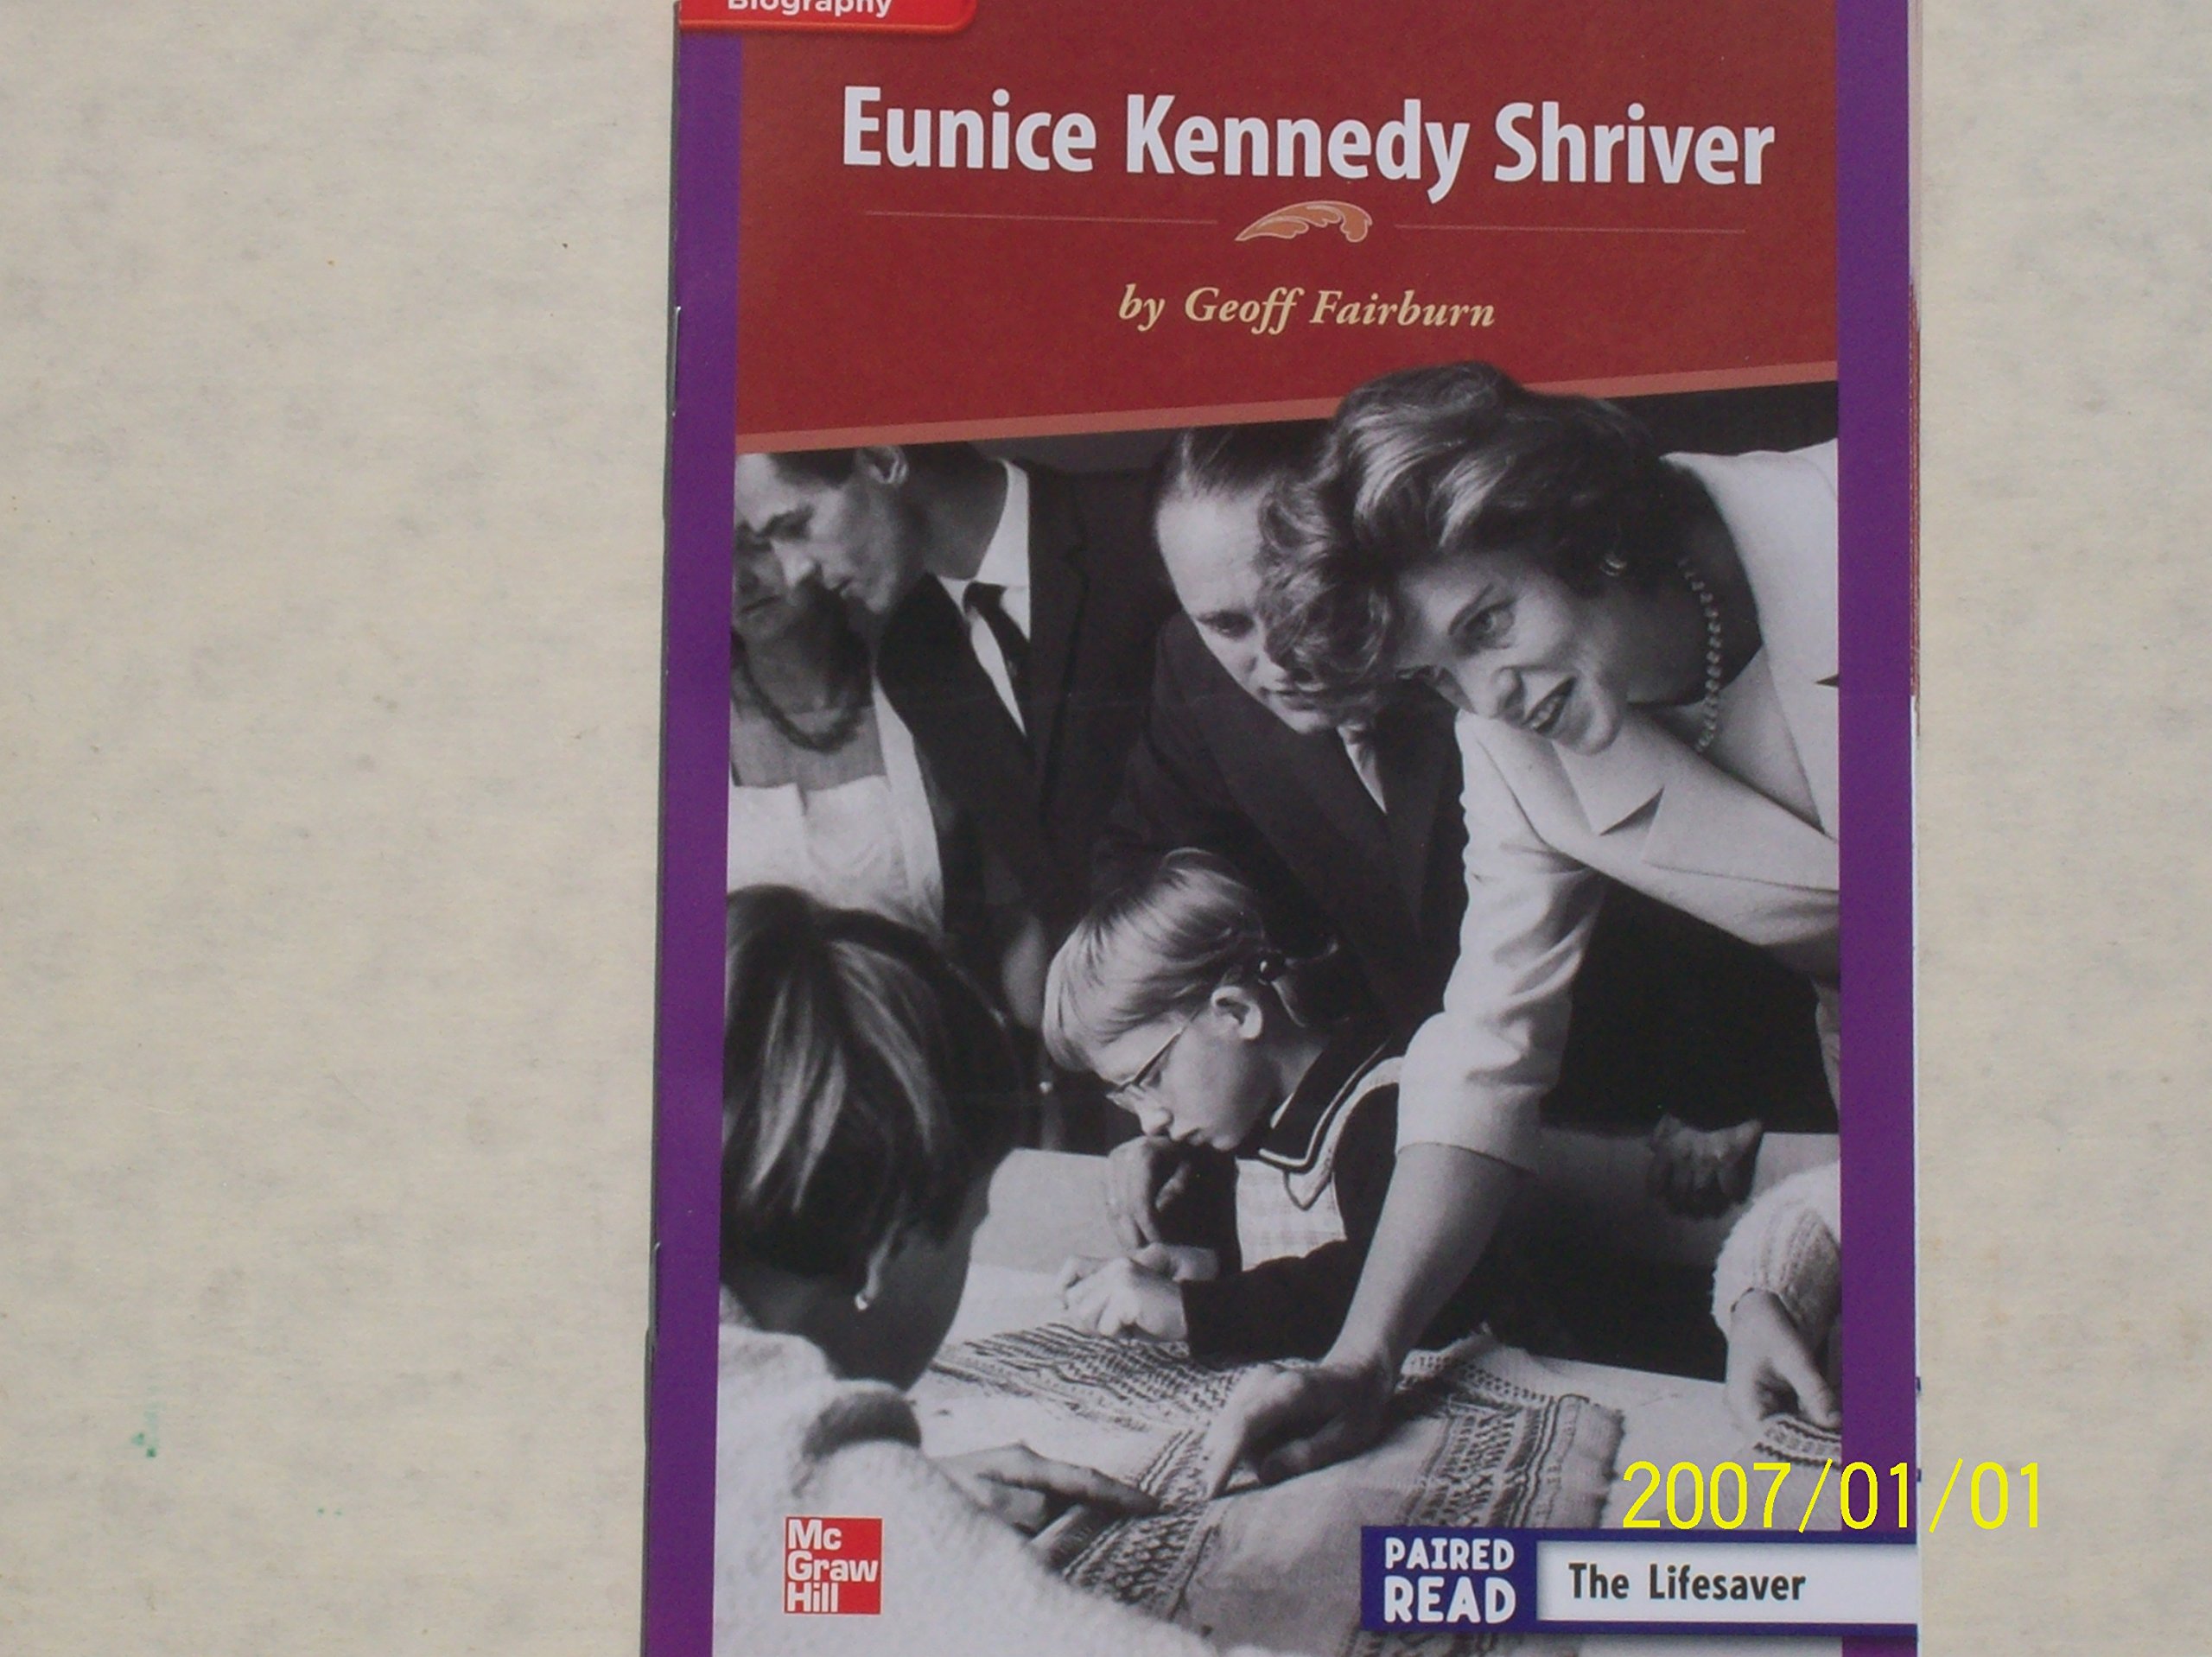 Biography
Eunice Kennedy Shriver
by Geoff Fairburn
2007/01/01
Mc
Graw
Hill
PAIRED
READ
The Lifesaver